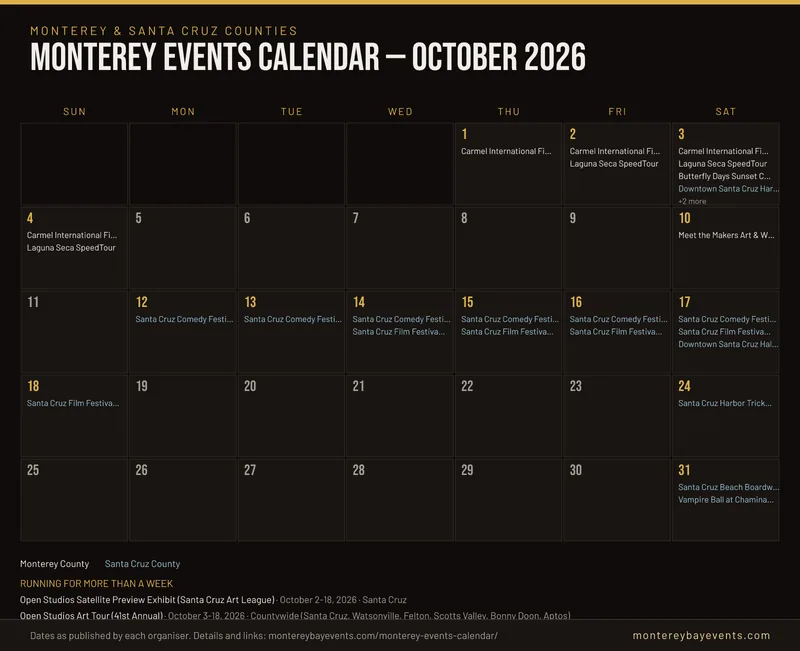 MONTEREY & SANTA CRUZ COUNTIES
MONTEREY EVENTS CALENDAR — OCTOBER 2026
SUN MON TUE WED THU FRI SAT
1
Carmel International Fi...
2
Carmel International Fi...
Laguna Seca SpeedTour
3
Carmel International Fi...
Laguna Seca SpeedTour
Butterfly Days Sunset C...
Downtown Santa Cruz Har...
+2 more
4
Carmel International Fi...
Laguna Seca SpeedTour
5
6
7
8
9
10
Meet the Makers Art & W...
11
12
Santa Cruz Comedy Festi...
13
Santa Cruz Comedy Festi...
14
Santa Cruz Comedy Festi...
Santa Cruz Film Festiva...
15
Santa Cruz Comedy Festi...
Santa Cruz Film Festiva...
16
Santa Cruz Comedy Festi...
Santa Cruz Film Festiva...
17
Santa Cruz Comedy Festi...
Santa Cruz Film Festiva...
Downtown Santa Cruz Hal...
18
Santa Cruz Film Festiva...
19
20
21
22
23
24
Santa Cruz Harbor Trick...
25
26
27
28
29
30
31
Santa Cruz Beach Boardw...
Vampire Ball at Chamina...
Monterey County Santa Cruz County
RUNNING FOR MORE THAN A WEEK
Open Studios Satellite Preview Exhibit (Santa Cruz Art League) · October 2-18, 2026 · Santa Cruz
Open Studios Art Tour (41st Annual) · October 3-18, 2026 · Countywide (Santa Cruz, Watsonville, Felton, Scotts Valley, Bonny Doon, Aptos)
Dates as published by each organiser. Details and links: montereybayevents.com/monterey-events-calendar/
montereybayevents.com